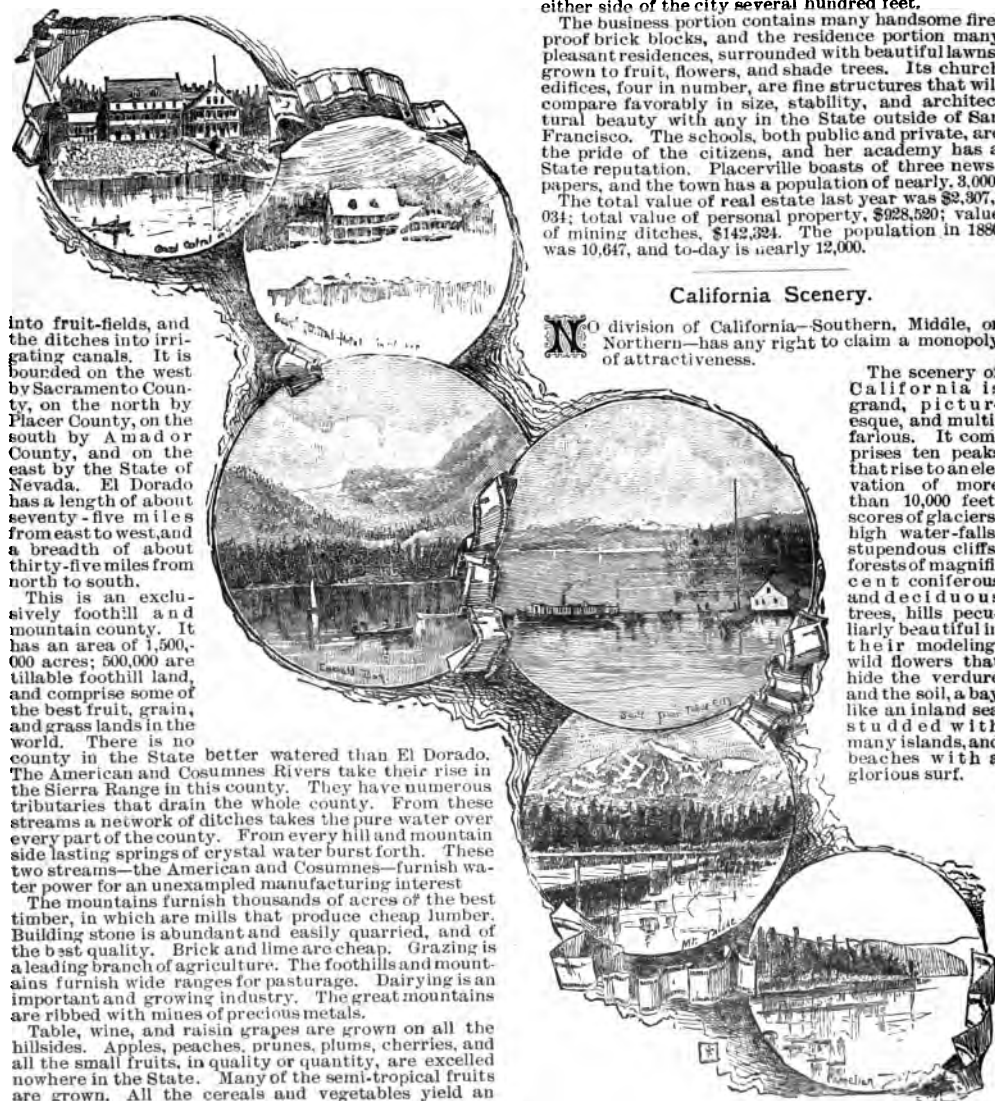 into fruit-fields, and
the ditches into irri-
gating canals. It is
bounded on the west
by Sacramento Coun-
ty, on the north by
Placer County, on the
south by Amador
County, and on the
east by the State of
Nevada. El Dorado
has a length of about
seventy-five miles
from east to west, and
a breadth of about
thirty-five miles from
north to south.
This is an exclu-
sively foothill and
mountain county. It
has an area of 1,500,-
000 acres; 500,000 are
tillable foothill land,
and comprise some of
the best fruit, grain,
and grass lands in the
world. There is no
county in the State better watered than El Dorado.
The American and Cosumnes Rivers take their rise in
the Sierra Range in this county. They have numerous
tributaries that drain the whole county. From these
streams a network of ditches takes the pure water over
every part of the county. From every hill and mountain
side lasting springs of crystal water burst forth. These
two streams—the American and Cosumnes—furnish wa-
ter power for an unexampled manufacturing interest
The mountains furnish thousands of acres of the best
timber, in which are mills that produce cheap lumber.
Building stone is abundant and easily quarried, and of
the best quality. Brick and lime are cheap. Grazing is
a leading branch of agriculture. The foothills and mount-
ains furnish wide ranges for pasturage. Dairying is an
important and growing industry. The great mountains
are ribbed with mines of precious metals.
Table, wine, and raisin grapes are grown on all the
hillsides. Apples, peaches, prunes, plums, cherries, and
all the small fruits, in quality or quantity, are excelled
nowhere in the State. Many of the semi-tropical fruits
are grown. All the cereals and vegetables yield an
either side of the city several hundred feet.
The business portion contains many handsome fire-
proof brick blocks, and the residence portion many
pleasant residences, surrounded with beautiful lawns,
grown to fruit, flowers, and shade trees. Its church
edifices, four in number, are fine structures that will
compare favorably in size, stability, and architec-
tural beauty with any in the State outside of San
Francisco. The schools, both public and private, are
the pride of the citizens, and her academy has a
State reputation. Placerville boasts of three news-
papers, and the town has a population of nearly, 3,000.
The total value of real estate last year was $2,307,-
031; total value of personal property, $928,520; value
of mining ditches, $142,324. The population in 1880
was 10,647, and to-day is nearly 12,000.
California Scenery.
NO division of California—Southern, Middle, or
Northern—has any right to claim a monopoly
of attractiveness.
The scenery of
California is
grand, pictur-
esque, and multi-
farious. It com-
prises ten peaks
that rise to an ele-
vation of more
than 10,000 feet,
scores of glaciers,
high water-falls,
stupendous cliffs,
forests of magnifi-
cent coniferous
and deciduous
trees, hills pecu-
liarly beautiful in
their modeling,
wild flowers that
hide the verdure
and the soil, a bay
like an inland sea
studded with
many islands, and
beaches with a
glorious surf.
Emerald Bay
from Tahoe City
Mt.